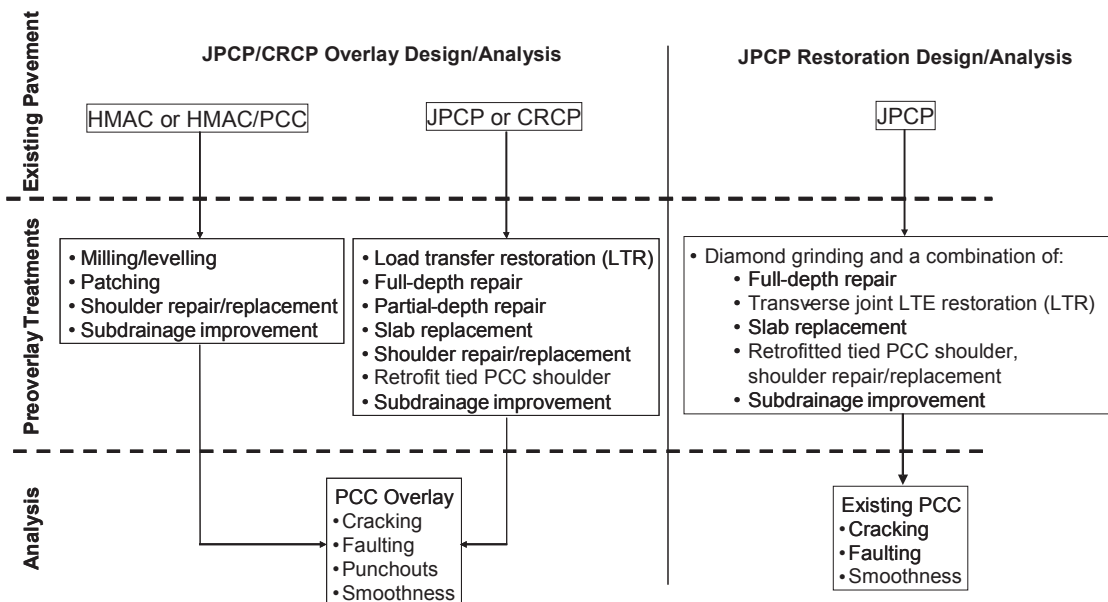 JPCP/CRCP Overlay Design/Analysis
JPCP Restoration Design/Analysis
Existing Pavement
HMAC or HMAC/PCC
JPCP or CRCP
JPCP
Preoverlay Treatments
• Milling/levelling
• Patching
• Shoulder repair/replacement
• Subdrainage improvement
• Load transfer restoration (LTR)
• Full-depth repair
• Partial-depth repair
• Slab replacement
• Shoulder repair/replacement
• Retrofit tied PCC shoulder
• Subdrainage improvement
• Diamond grinding and a combination of:
• Full-depth repair
• Transverse joint LTE restoration (LTR)
• Slab replacement
• Retrofitted tied PCC shoulder,
shoulder repair/replacement
• Subdrainage improvement
Analysis
PCC Overlay
• Cracking
• Faulting
• Punchouts
• Smoothness
Existing PCC
• Cracking
• Faulting
• Smoothness